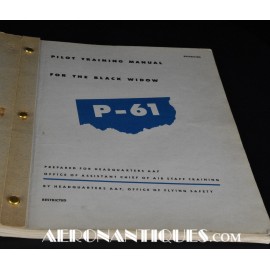 RESTRICTED
PILOT TRAINING MANUAL
FOR THE BLACK WIDOW
P-61
PREPARED FOR HEADQUARTERS AAF
OFFICE OF ASSISTANT CHIEF OF AIR STAFF TRAINING
BY HEADQUARTERS AAF, OFFICE OF FLYING SAFETY
RESTRICTED
AERONANTIQUES.COM